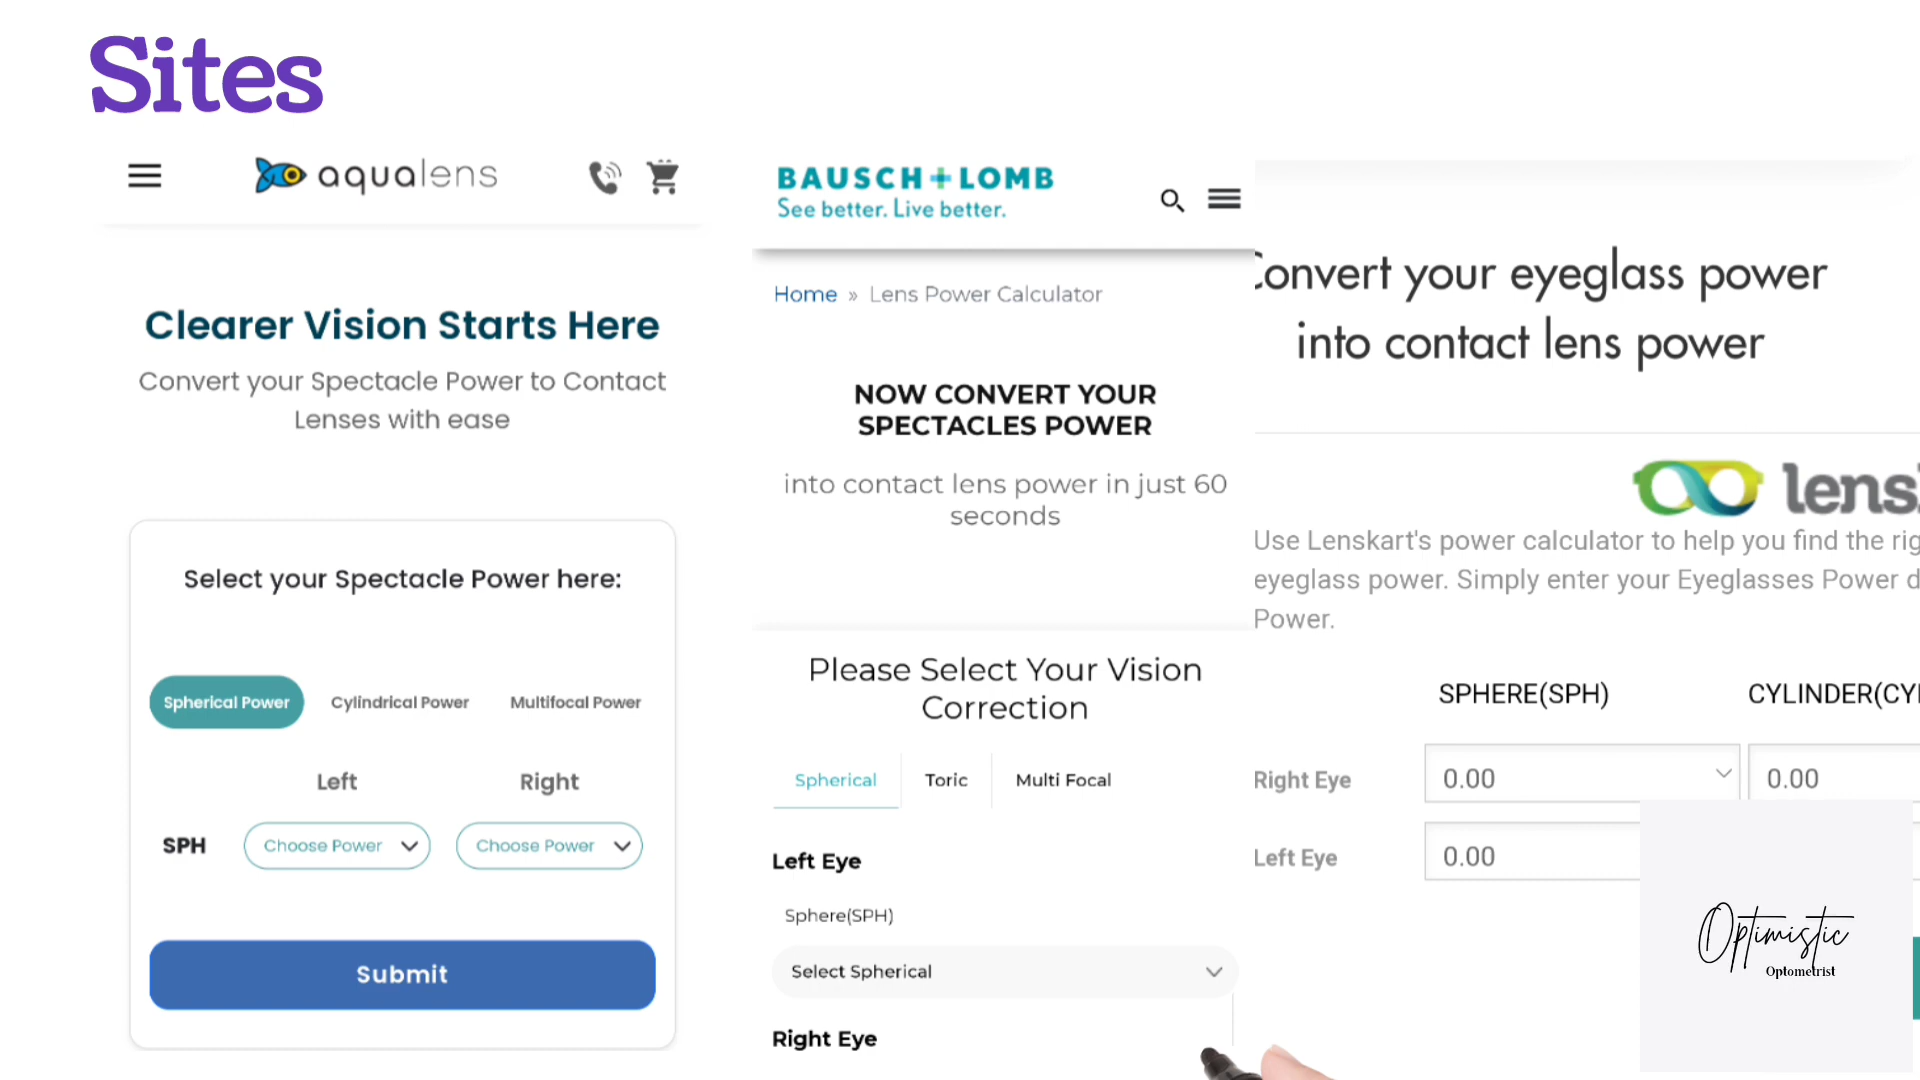 Sites
aqualens
Clearer Vision Starts Here
Convert your Spectacle Power to Contact
Lenses with ease
Select your Spectacle Power here:
Spherical Power Cylindrical Power Multifocal Power
Left Right
SPH Choose Power Choose Power
Submit
BAUSCH + LOMB
See better. Live better.
Home » Lens Power Calculator
NOW CONVERT YOUR
SPECTACLES POWER
into contact lens power in just 60
seconds
Please Select Your Vision
Correction
Spherical Toric Multi Focal
Left Eye
Sphere(SPH)
Select Spherical
Right Eye
Convert your eyeglass power
into contact lens power
lens
Use Lenskart's power calculator to help you find the rig
eyeglass power. Simply enter your Eyeglasses Power d
Power.
SPHERE(SPH) CYLINDER(CYL
Right Eye 0.00 0.00
Left Eye 0.00
Optimistic
Optometrist